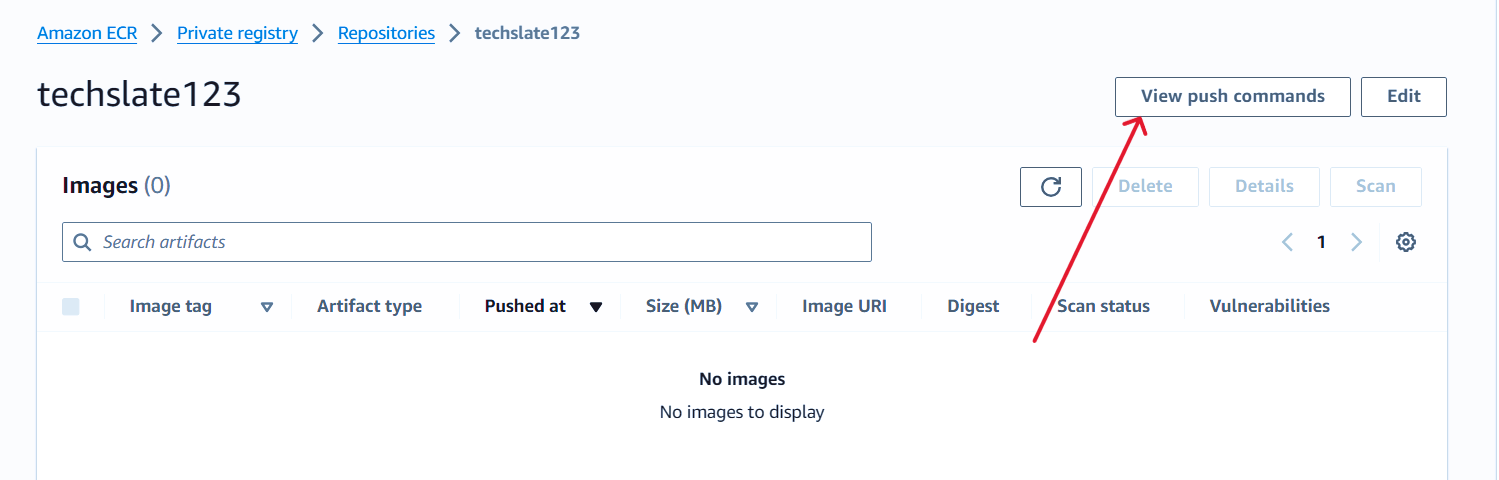 Amazon ECR > Private registry > Repositories > techslate123
techslate123
View push commands Edit
Images (0)
Delete Details Scan
Search artifacts
1
Image tag Artifact type Pushed at Size (MB) Image URI Digest Scan status Vulnerabilities
No images
No images to display